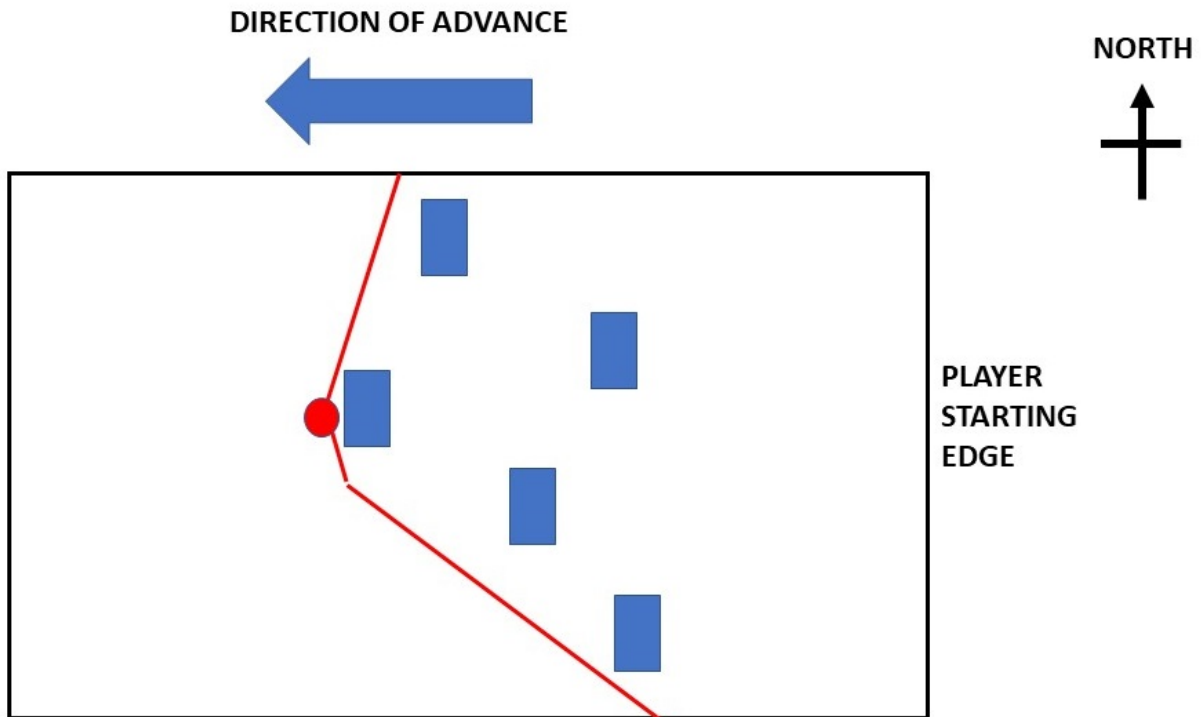 DIRECTION OF ADVANCE
NORTH
PLAYER
STARTING
EDGE